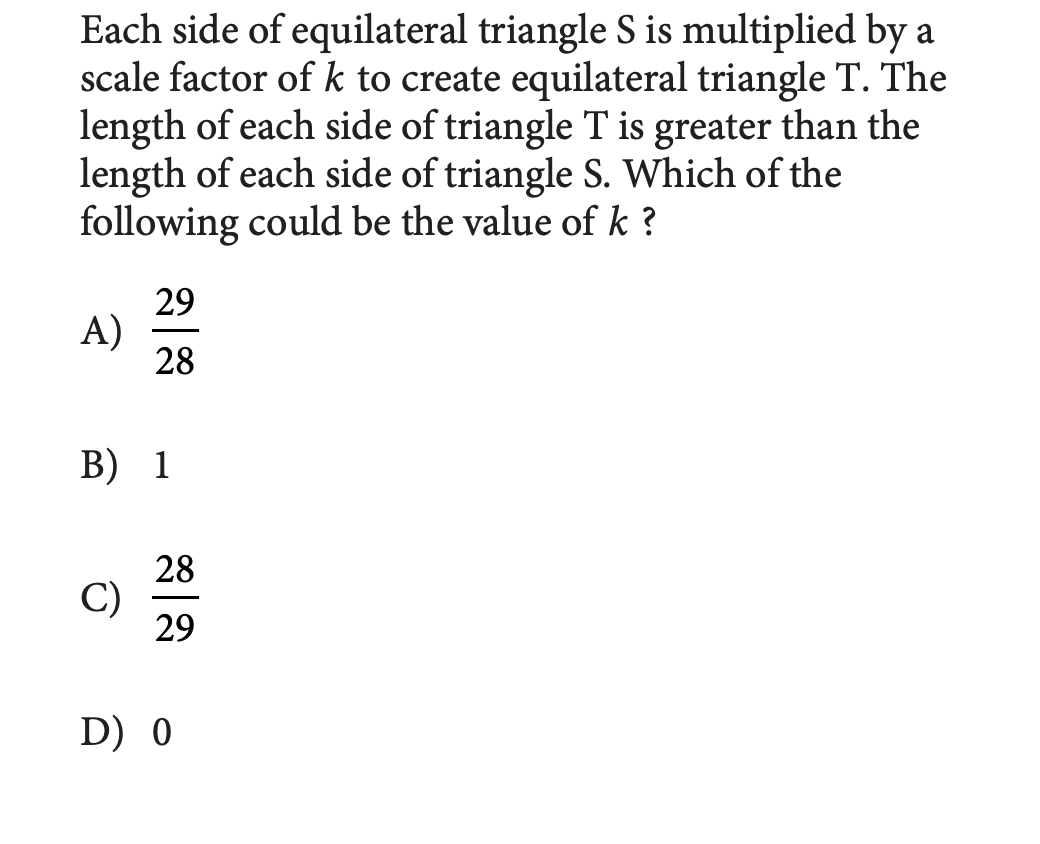 Each side of equilateral triangle S is multiplied by a
scale factor of k to create equilateral triangle T. The
length of each side of triangle T is greater than the
length of each side of triangle S. Which of the
following could be the value of k ?
A) 29/28
B) 1
C) 28/29
D) 0